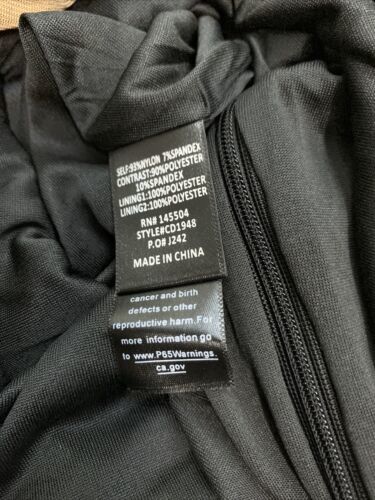 SELF:93%NYLON 7%SPANDEX
CONTRAST:90%POLYESTER
10%SPANDEX
LINING1:100%POLYESTER
LINING2:100%POLYESTER
RN# 145504
STYLE#CD1948
P.O# J242
MADE IN CHINA
cancer and birth
defects or other
reproductive harm.For
more information go
to www.P65Warnings.
ca.gov